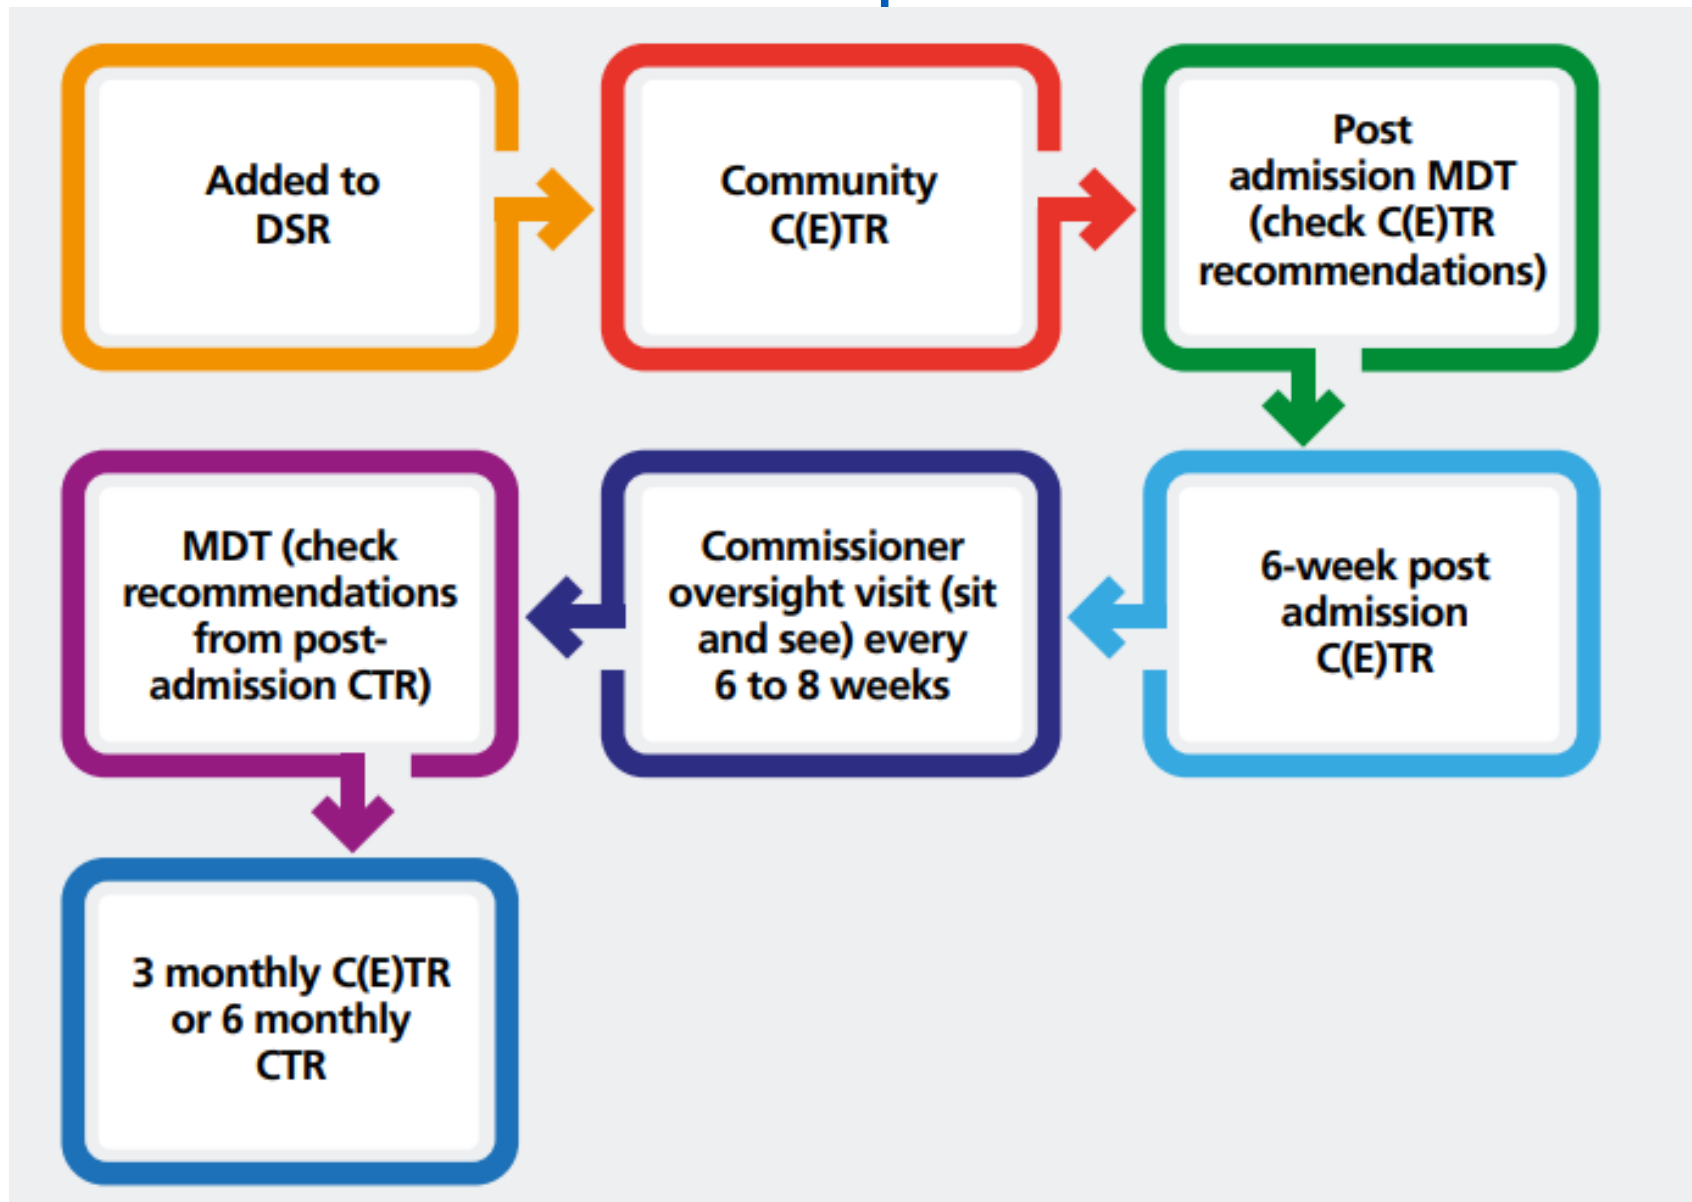 Added to
DSR
Community
C(E)TR
Post
admission MDT
(check C(E)TR
recommendations)
6-week post
admission
C(E)TR
Commissioner
oversight visit (sit
and see) every
6 to 8 weeks
MDT (check
recommendations
from post-
admission CTR)
3 monthly C(E)TR
or 6 monthly
CTR